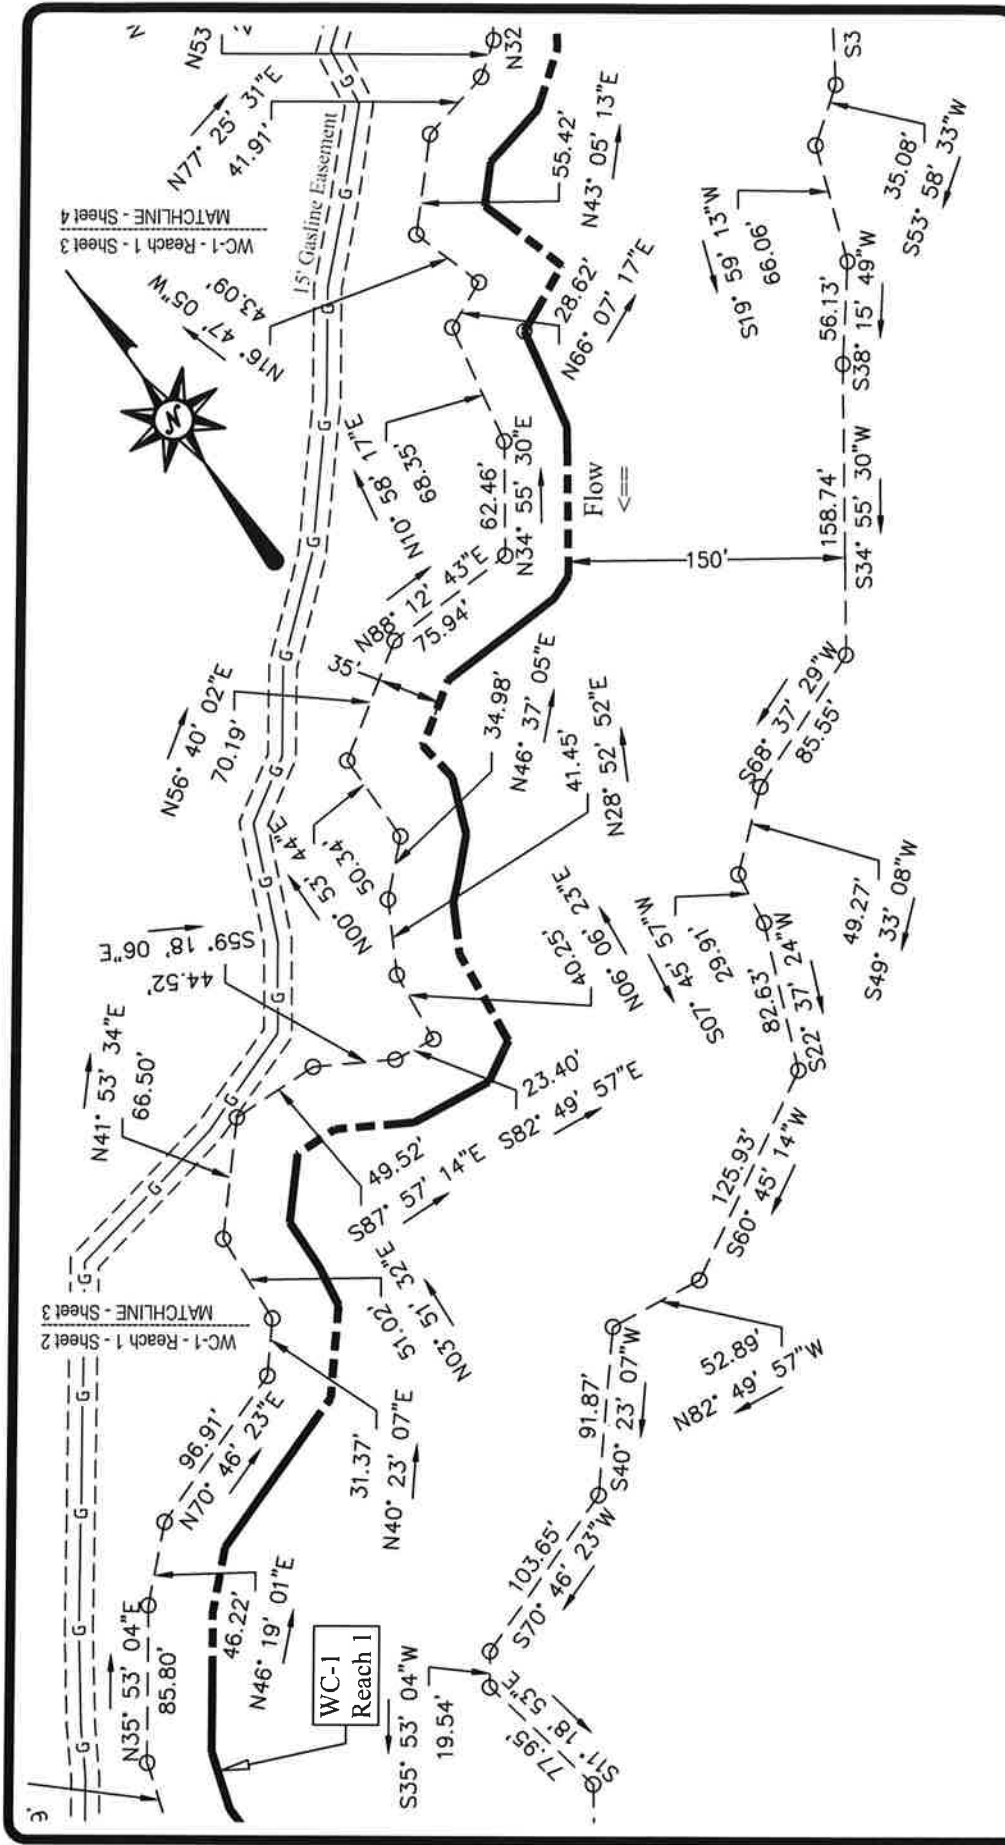 N53
N32
N77° 25' 31"E
41.91'
WC-1 - Reach 1 - Sheet 3
MATCHLINE - Sheet 4
15' Gasline Easement
N16° 47' 05"W
43.09'
55.42'
N43° 05' 13"E
28.62'
N66° 07' 17"E
N10° 58' 17"E
68.35'
62.46'
N34° 55' 30"E
Flow
<==
N88° 12' 43"E
75.94'
35'
150'
N56° 40' 02"E
70.19'
34.98'
N46° 37' 05"E
41.45'
N28° 52' 52"E
N00° 53' 44"E
50.34'
40.25'
N06° 06' 23"E
S59° 18' 06"E
44.52'
23.40'
S82° 49' 57"E
N41° 53' 34"E
66.50'
49.52'
S87° 57' 14"E
51.02'
N03° 51' 32"E
WC-1 - Reach 1 - Sheet 2
MATCHLINE - Sheet 3
31.37'
N40° 23' 07"E
96.91'
N70° 46' 23"E
46.22'
N46° 19' 01"E
N35° 53' 04"E
85.80'
WC-1
Reach 1
S3
35.08'
S53° 58' 33"W
S19° 59' 13"W
66.06'
56.13'
S38° 15' 49"W
158.74'
S34° 55' 30"W
S68° 37' 29"W
85.55'
49.27'
S49° 33' 08"W
S07° 45' 57"W
29.91'
82.63'
S22° 37' 24"W
125.93'
S60° 45' 14"W
52.89'
N82° 49' 57"W
91.87'
S40° 23' 07"W
103.65'
S70° 46' 23"W
S35° 53' 04"W
19.54'
77.95'
S11° 18' 53"E
G G G G G G G G G G G G G
N